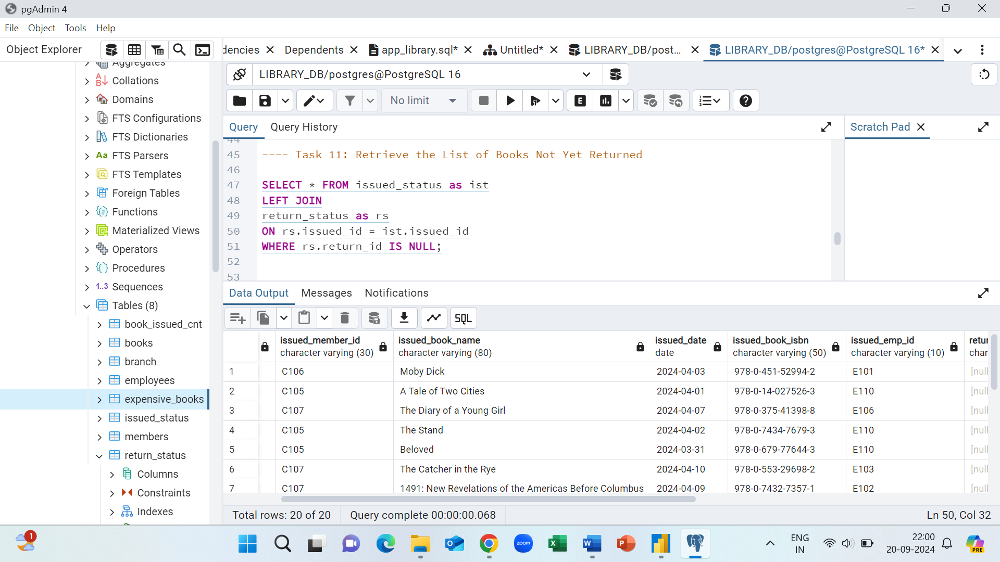 pgAdmin 4
File Object Tools Help
Object Explorer
dencies Dependents app_library.sql* Untitled* LIBRARY_DB/post... LIBRARY_DB/postgres@PostgreSQL 16*
LIBRARY_DB/postgres@PostgreSQL 16
No limit
E
Query Query History
Scratch Pad
Aggregates
Collations
Domains
FTS Configurations
FTS Dictionaries
Aa FTS Parsers
FTS Templates
Foreign Tables
Functions
Materialized Views
Operators
Procedures
1..3 Sequences
Tables (8)
book_issued_cnt
books
branch
employees
expensive_books
issued_status
members
return_status
Columns
Constraints
Indexes
44
45 ---- Task 11: Retrieve the List of Books Not Yet Returned
46
47 SELECT * FROM issued_status as ist
48 LEFT JOIN
49 return_status as rs
50 ON rs.issued_id = ist.issued_id
51 WHERE rs.return_id IS NULL;
52
53
Data Output Messages Notifications
SQL
issued_member_id issued_book_name issued_date issued_book_isbn issued_emp_id retur
character varying (30) character varying (80) date character varying (50) character varying (10) char
1 C106 Moby Dick 2024-04-03 978-0-451-52994-2 E101 [null
2 C105 A Tale of Two Cities 2024-04-01 978-0-14-027526-3 E110 [null
3 C107 The Diary of a Young Girl 2024-04-07 978-0-375-41398-8 E106 [null
4 C105 The Stand 2024-04-02 978-0-7434-7679-3 E110 [null
5 C105 Beloved 2024-03-31 978-0-679-77644-3 E110 [null
6 C107 The Catcher in the Rye 2024-04-10 978-0-553-29698-2 E103 [null
7 C107 1491: New Revelations of the Americas Before Columbus 2024-04-09 978-0-7432-7357-1 E102 [null
Total rows: 20 of 20 Query complete 00:00:00.068 Ln 50, Col 32
1
zoom
ENG
IN
22:00
20-09-2024
PRE